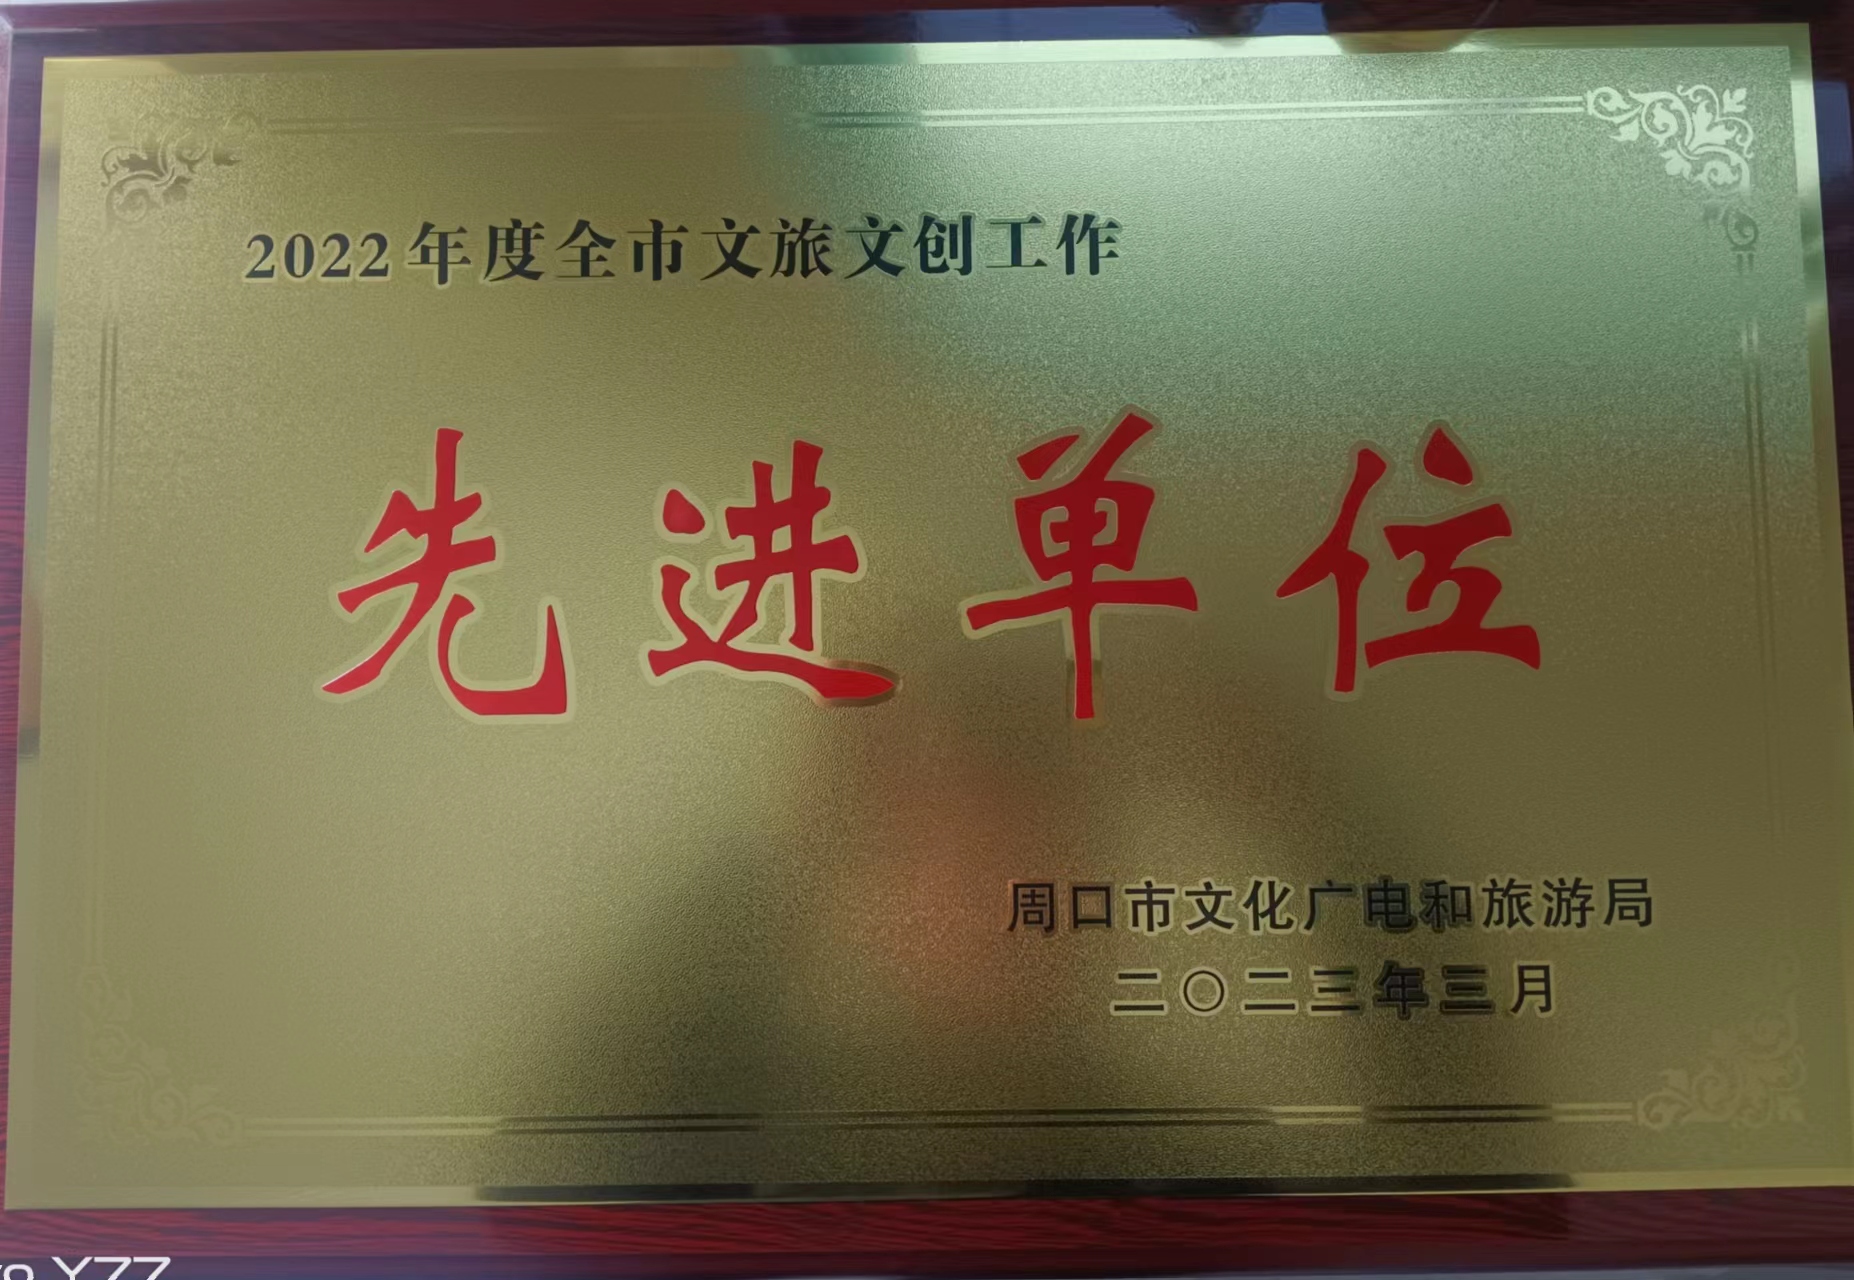 2022年度全市文旅文创工作
先进单位
周口市文化广电和旅游局
二〇二三年三月